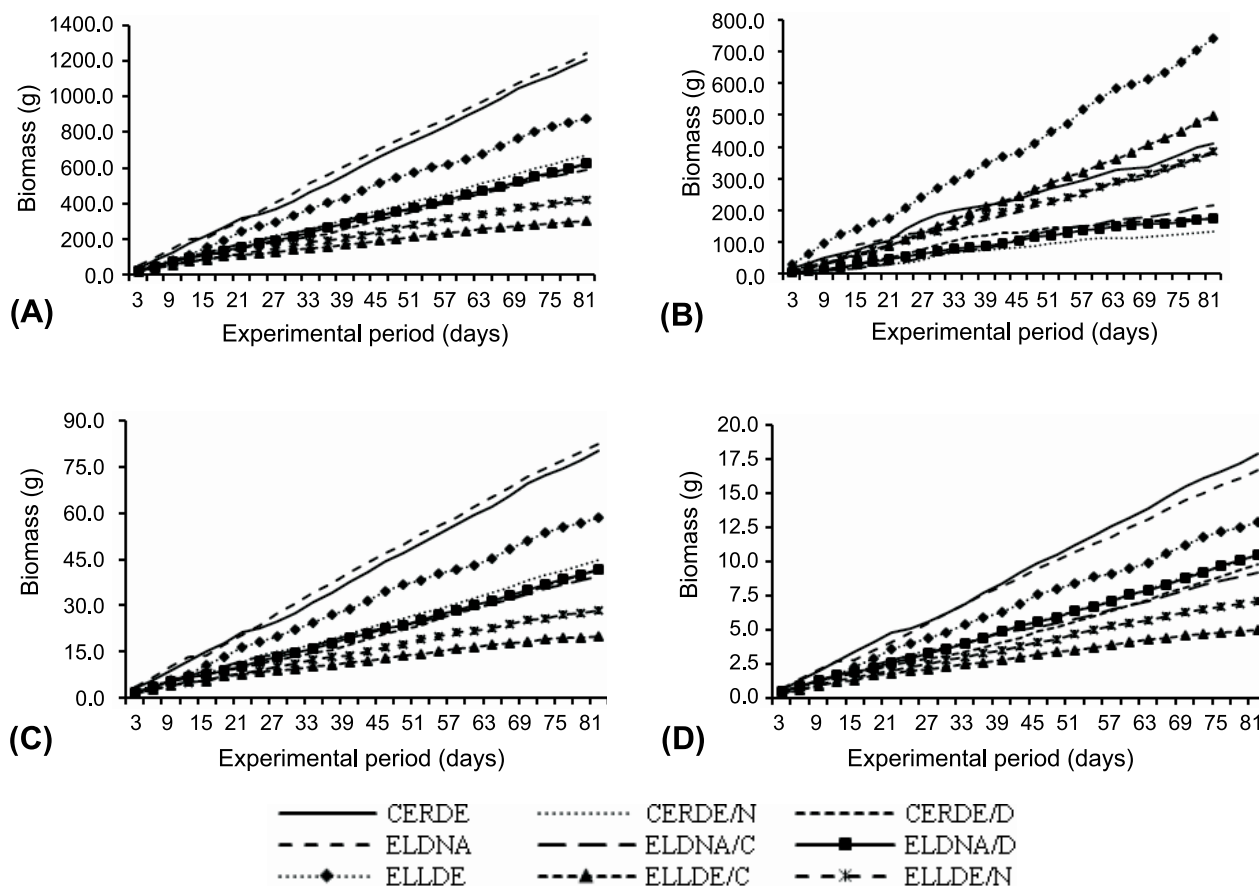 1400.0
1200.0
1000.0
800.0
600.0
400.0
200.0
0.0
Biomass (g)
3 9 15 21 27 33 39 45 51 57 63 69 75 81
Experimental period (days)
(A)
800.0
700.0
600.0
500.0
400.0
300.0
200.0
100.0
0.0
Biomass (g)
3 9 15 21 27 33 39 45 51 57 63 69 75 81
Experimental period (days)
(B)
90.0
75.0
60.0
45.0
30.0
15.0
0.0
Biomass (g)
3 9 15 21 27 33 39 45 51 57 63 69 75 81
Experimental period (days)
(C)
20.0
17.5
15.0
12.5
10.0
7.5
5.0
2.5
0.0
Biomass (g)
3 9 15 21 27 33 39 45 51 57 63 69 75 81
Experimental period (days)
(D)
CERDE CERDE/N CERDE/D
ELDNA ELDNA/C ELDNA/D
ELLDE ELLDE/C ELLDE/N